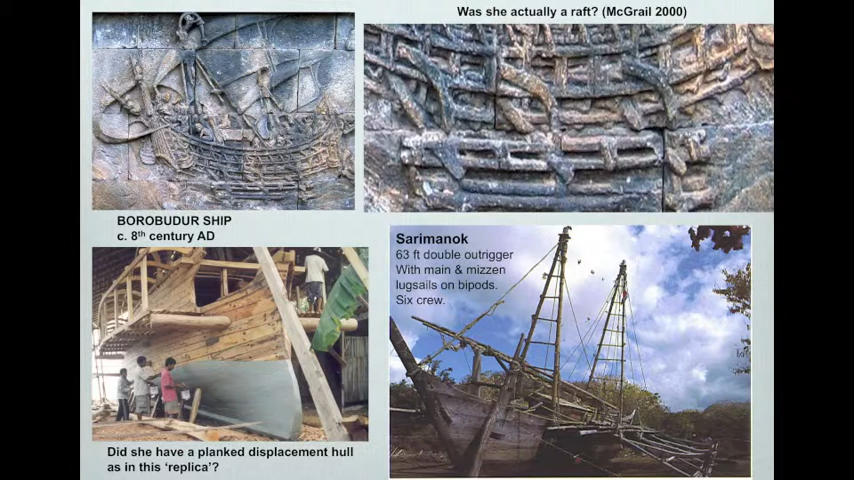 Was she actually a raft? (McGrail 2000)
BOROBUDUR SHIP
c. 8th century AD
Sarimanok
63 ft double outrigger
With main & mizzen
lugsails on bipods.
Six crew.
Did she have a planked displacement hull
as in this ‘replica’?